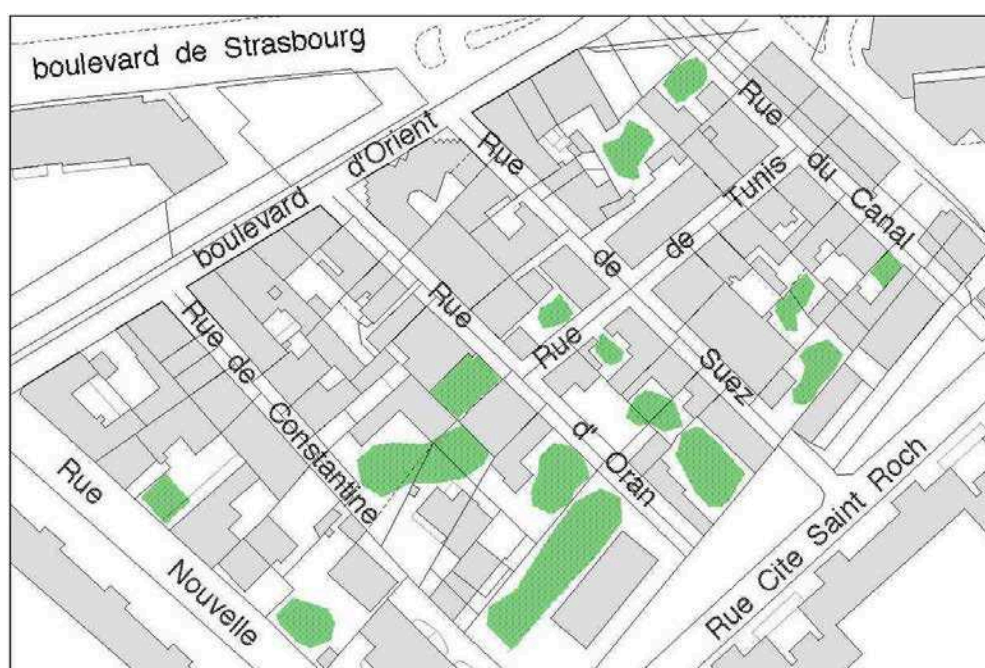 boulevard de Strasbourg
boulevard d'Orient
Rue de Suez
Rue du Canal
Rue de Tunis
Rue d' Oran
Rue de Constantine
Rue Nouvelle
Rue Cite Saint Roch